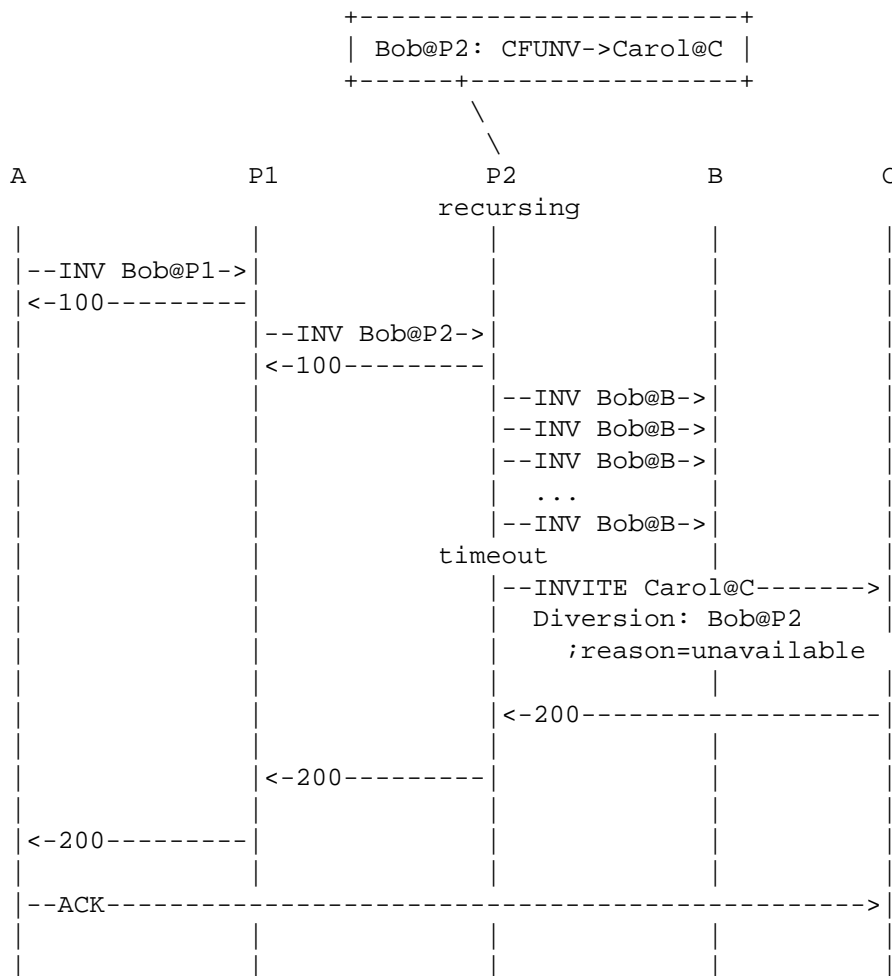 Bob@P2: CFUNV->Carol@C
A P1 P2 B C
recursing
--INV Bob@P1->
<-100---------
--INV Bob@P2->
<-100---------
--INV Bob@B->
--INV Bob@B->
--INV Bob@B->
...
--INV Bob@B->
timeout
--INVITE Carol@C------->
Diversion: Bob@P2
;reason=unavailable
<-200-------------------
<-200---------
<-200---------
--ACK------------------------------------------------>